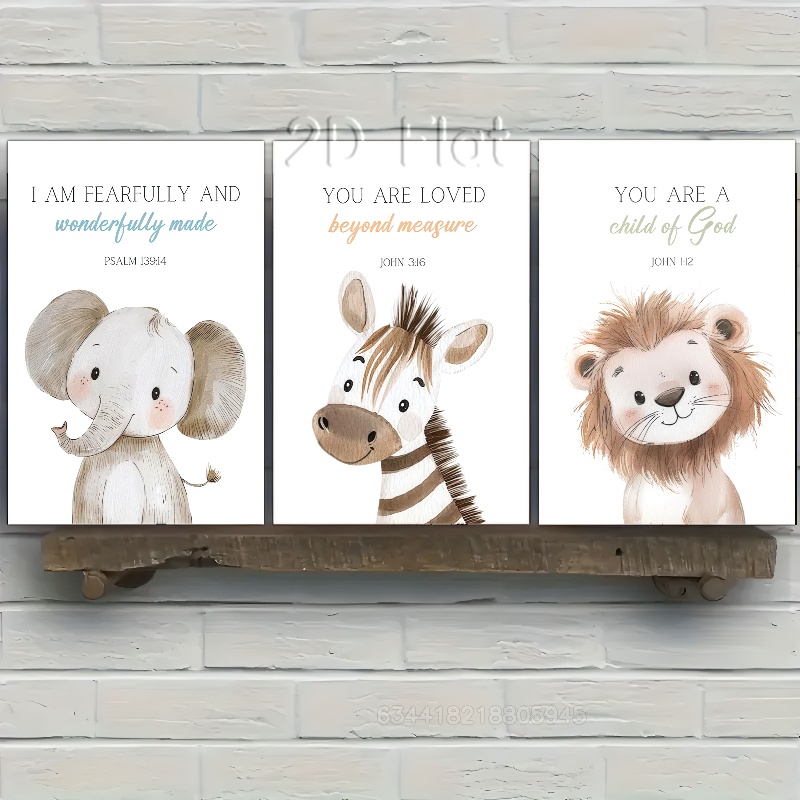 2D Flat
I AM FEARFULLY AND
wonderfully made
PSALM 139:14
YOU ARE LOVED
beyond measure
JOHN 3:16
YOU ARE A
child of God
JOHN 1:12
634418218805945